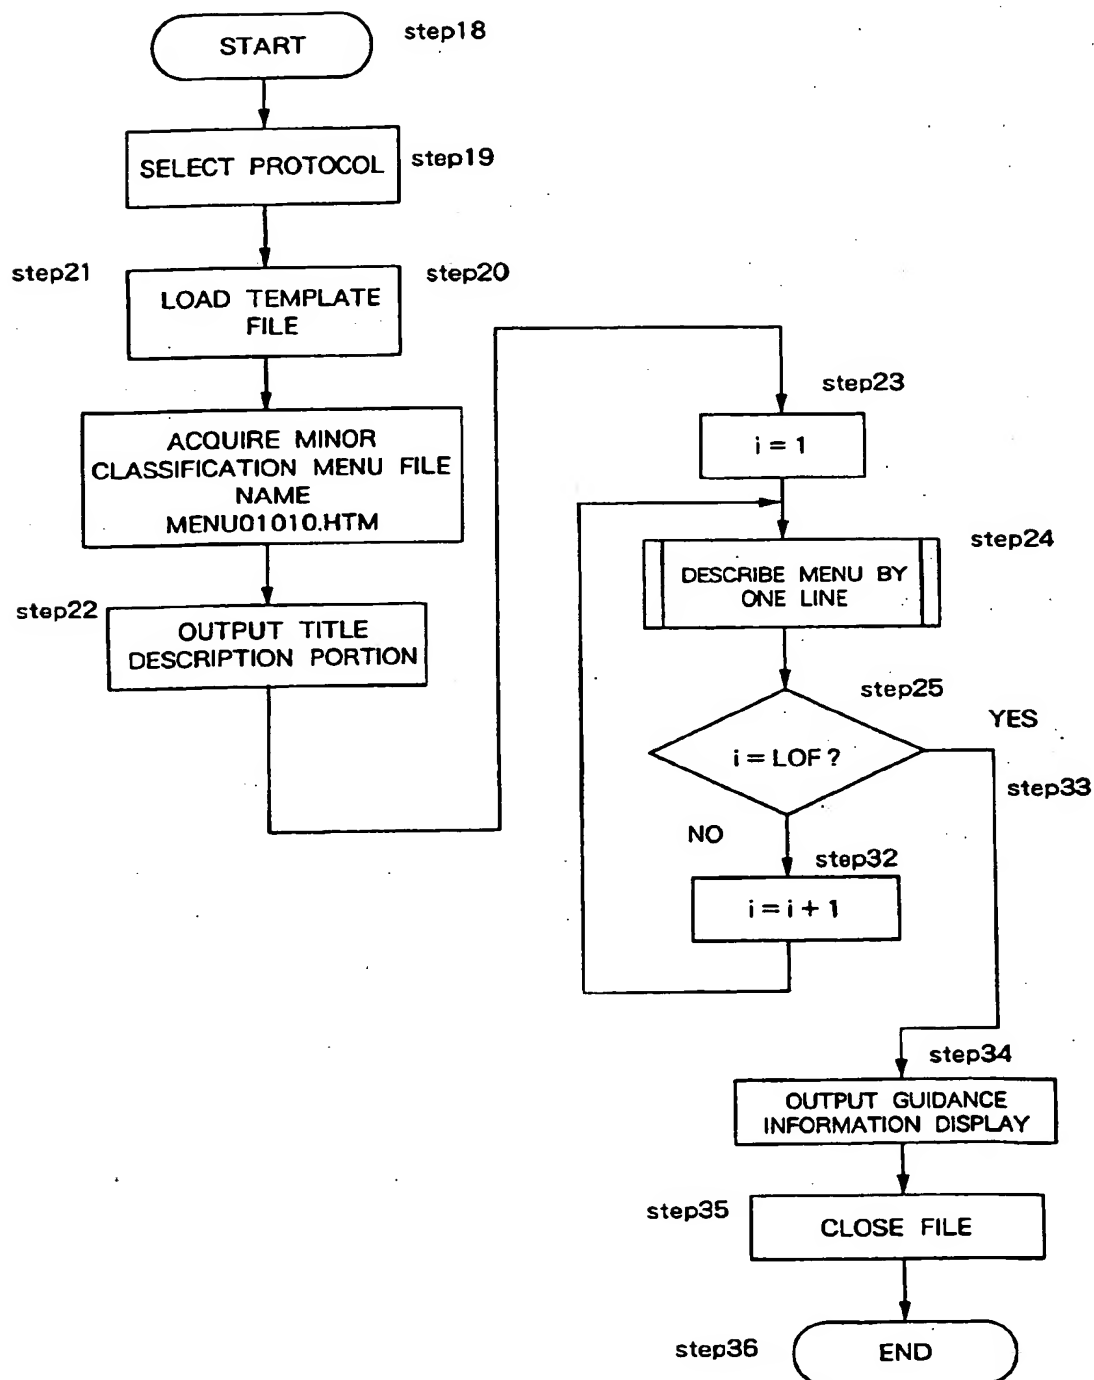 START
step18
SELECT PROTOCOL
step19
step21
step20
LOAD TEMPLATE
FILE
ACQUIRE MINOR
CLASSIFICATION MENU FILE
NAME
MENU01010.HTM
step22
OUTPUT TITLE
DESCRIPTION PORTION
step23
i = 1
step24
DESCRIBE MENU BY
ONE LINE
step25
i = LOF ?
YES
step33
NO
step32
i = i + 1
step34
OUTPUT GUIDANCE
INFORMATION DISPLAY
step35
CLOSE FILE
step36
END